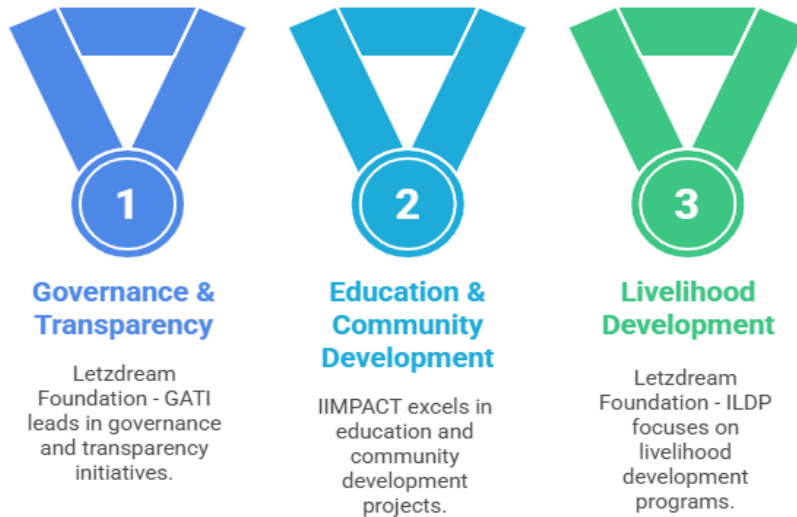 1
Governance &
Transparency
Letzdream
Foundation - GATI
leads in governance
and transparency
initiatives.
2
Education &
Community
Development
IIMPACT excels in
education and
community
development
projects.
3
Livelihood
Development
Letzdream
Foundation - ILDP
focuses on
livelihood
development
programs.